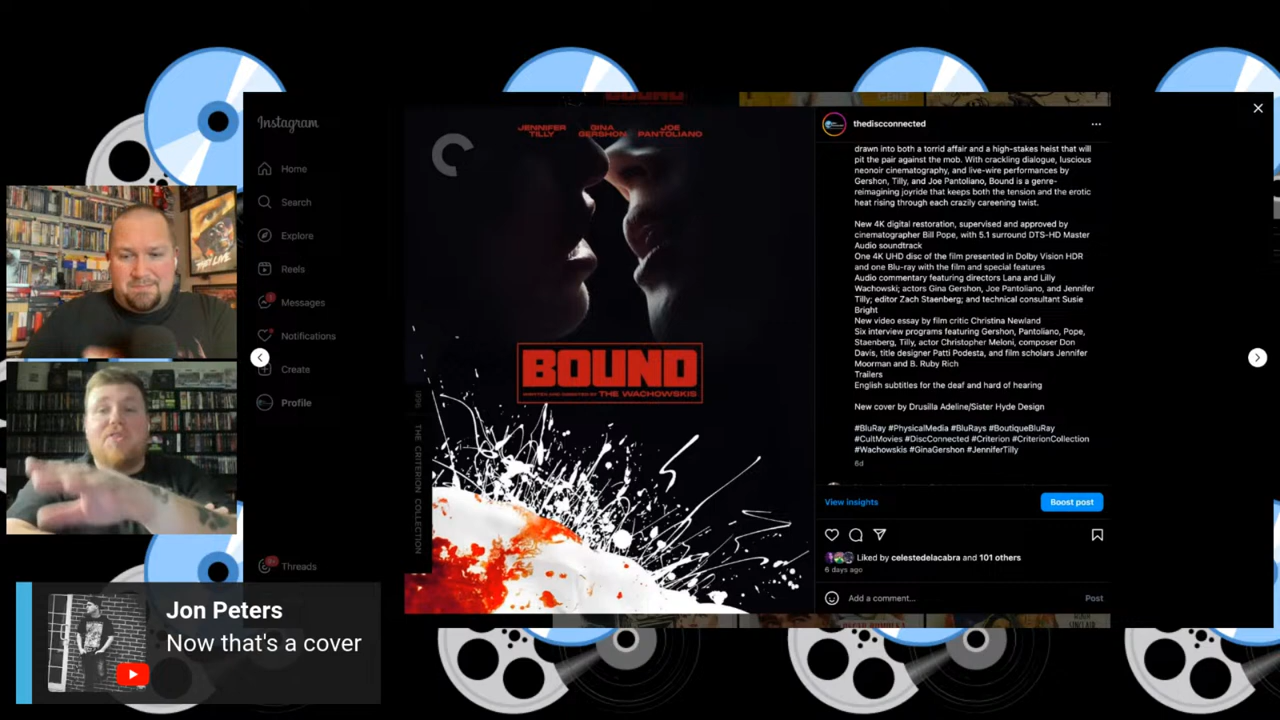 Instagram
Home
Search
Explore
Reels
Messages
Notifications
Create
Profile
Threads
BOUND
JENNIFER TILLY
GINA GERSHON
JOE PANTOLIANO
BOUND
DIRECTED BY THE WACHOWSKIS
1996
THE CRITERION COLLECTION
thediscconnected
drawn into both a torrid affair and a high-stakes heist that will
pit the pair against the mob. With crackling dialogue, luscious
neonoir cinematography, and live-wire performances by
Gershon, Tilly, and Joe Pantoliano, Bound is a genre-
reimagining joyride that keeps both the tension and the erotic
heat rising through each crazily careening twist.
New 4K digital restoration, supervised and approved by
cinematographer Bill Pope, with 5.1 surround DTS-HD Master
Audio soundtrack
One 4K UHD disc of the film presented in Dolby Vision HDR
and one Blu-ray with the film and special features
Audio commentary featuring directors Lana and Lilly
Wachowski; actors Gina Gershon, Joe Pantoliano, and Jennifer
Tilly; editor Zach Staenberg; and technical consultant Susie
Bright
New video essay by film critic Christina Newland
Six interview programs featuring Gershon, Pantoliano, Pope,
Staenberg, Tilly, actor Christopher Meloni, composer Don
Davis, title designer Patti Podesta, and film scholars Jennifer
Moorman and B. Ruby Rich
Trailers
English subtitles for the deaf and hard of hearing
New cover by Drusilla Adeline/Sister Hyde Design
#BluRay #PhysicalMedia #BluRays #BoutiqueBluRay
#CultMovies #DiscConnected #Criterion #CriterionCollection
#Wachowskis #GinaGershon #JenniferTilly
6d
View insights
Boost post
Liked by celestedelacabra and 101 others
6 days ago
Add a comment...
Post
Jon Peters
Now that's a cover